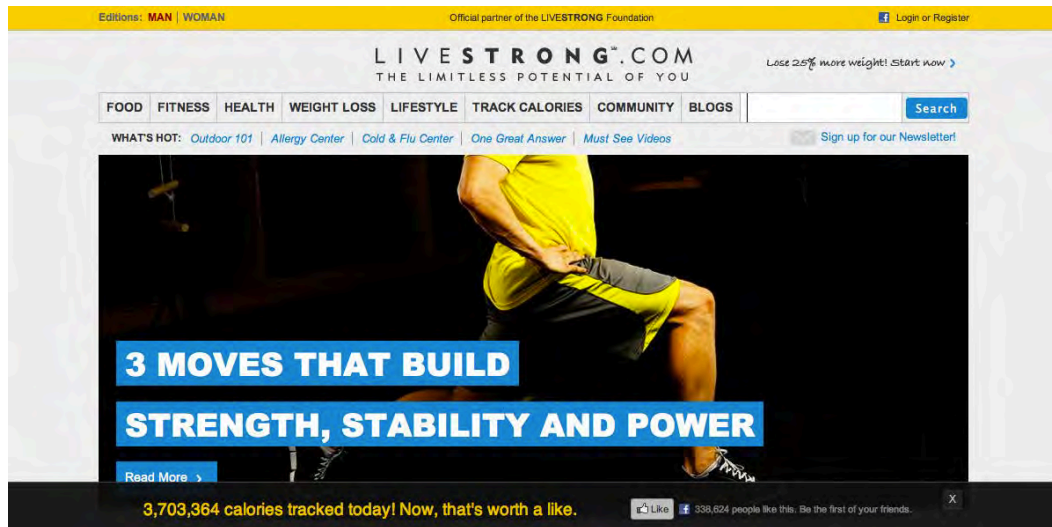 Editions: MAN | WOMAN
Official partner of the LIVESTRONG Foundation
Login or Register
LIVESTRONG™.COM
THE LIMITLESS POTENTIAL OF YOU
Lose 25% more weight! Start now >
FOOD FITNESS HEALTH WEIGHT LOSS LIFESTYLE TRACK CALORIES COMMUNITY BLOGS
Search
WHAT'S HOT: Outdoor 101 | Allergy Center | Cold & Flu Center | One Great Answer | Must See Videos
Sign up for our Newsletter!
3 MOVES THAT BUILD
STRENGTH, STABILITY AND POWER
Read More >
3,703,364 calories tracked today! Now, that's worth a like.
Like
338,624 people like this. Be the first of your friends.
X